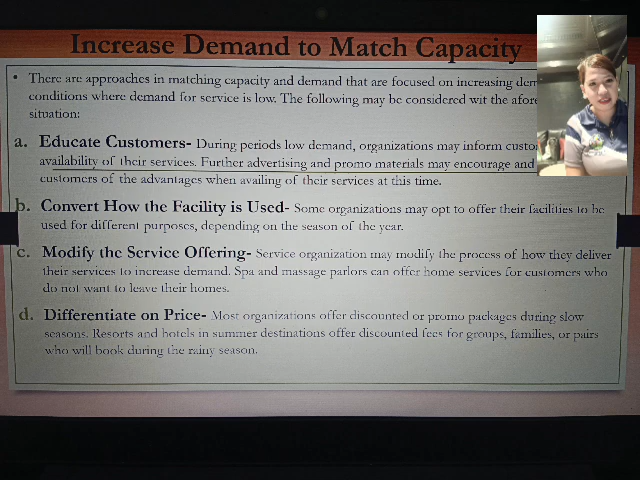 Increase Demand to Match Capacity
• There are approaches in matching capacity and demand that are focused on increasing
conditions where demand for service is low. The following may be considered wit the
situation:
a. Educate Customers- During periods low demand, organizations may inform
availability of their services. Further advertising and promo materials may encourage and
customers of the advantages when availing of their services at this time.
b. Convert How the Facility is Used- Some organizations may opt to offer their facilities to be
used for different purposes, depending on the season of the year.
c. Modify the Service Offering- Service organization may modify the process of how they deliver
their services to increase demand. Spa and massage parlors can offer home services for customers who
do not want to leave their homes.
d. Differentiate on Price- Most organizations offer discounted or promo packages during slow
seasons. Resorts and hotels in summer destinations offer discounted fees for groups, families, or pairs
who will book during the rainy season.